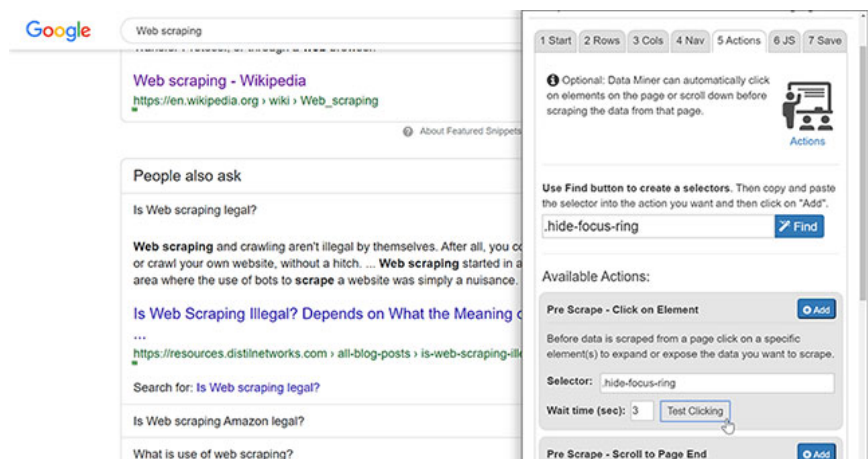 Google
Web scraping
Web scraping - Wikipedia
https://en.wikipedia.org › wiki › Web_scraping
About Featured Snippets
People also ask
Is Web scraping legal?
Web scraping and crawling aren't illegal by themselves. After all, you
or crawl your own website, without a hitch. ... Web scraping started in a
area where the use of bots to scrape a website was simply a nuisance.
Is Web Scraping Illegal? Depends on What the Meaning
...
https://resources.distilnetworks.com › all-blog-posts › is-web-scraping-ille
Search for: Is Web scraping legal?
Is Web scraping Amazon legal?
What is use of web scraping?
1 Start 2 Rows 3 Cols 4 Nav 5 Actions 6 JS 7 Save
Optional: Data Miner can automatically click
on elements on the page or scroll down before
scraping the data from that page.
Actions
Use Find button to create a selectors. Then copy and paste
the selector into the action you want and then click on "Add".
.hide-focus-ring Find
Available Actions:
Pre Scrape - Click on Element Add
Before data is scraped from a page click on a specific
element(s) to expand or expose the data you want to scrape.
Selector: .hide-focus-ring
Wait time (sec): 3 Test Clicking
Pre Scrape - Scroll to Page End Add